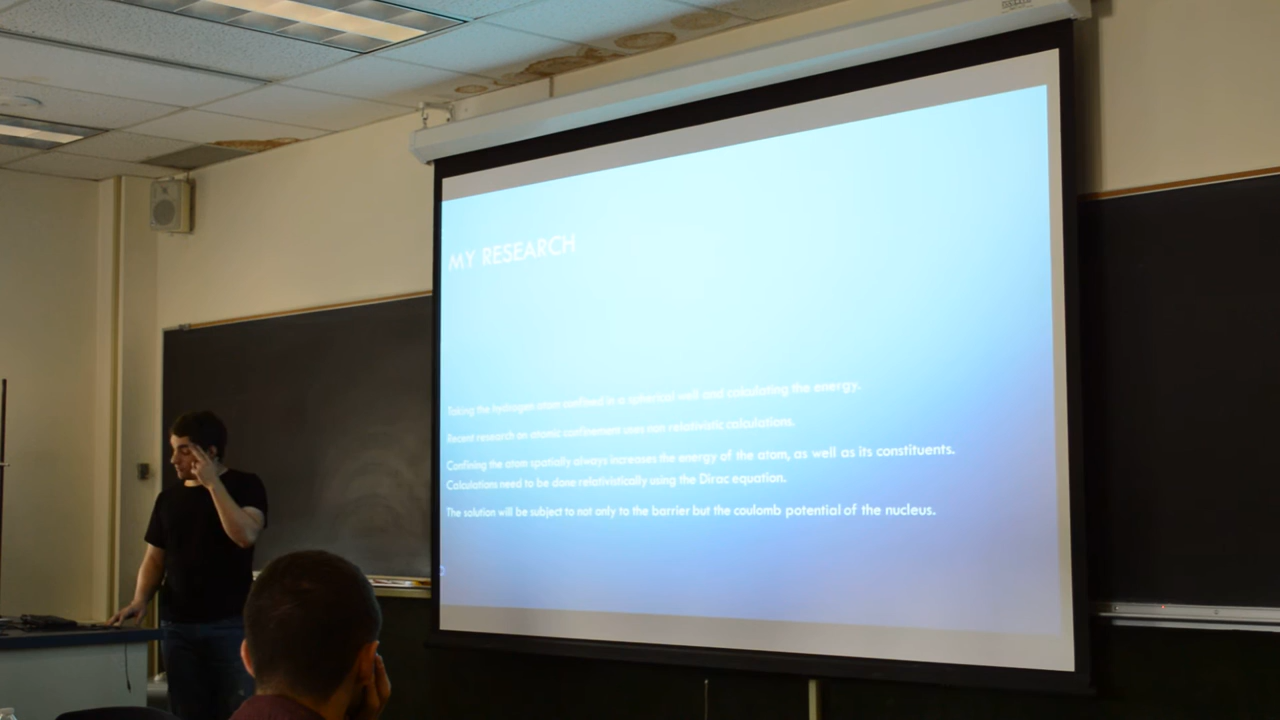 MY RESEARCH
Taking the hydrogen atom confined in a spherical well and calculating the energy.
Recent research on atomic confinement uses non relativistic calculations.
Confining the atom spatially always increases the energy of the atom, as well as its constituents.
Calculations need to be done relativistically using the Dirac equation.
The solution will be subject to not only to the barrier but the coulomb potential of the nucleus.